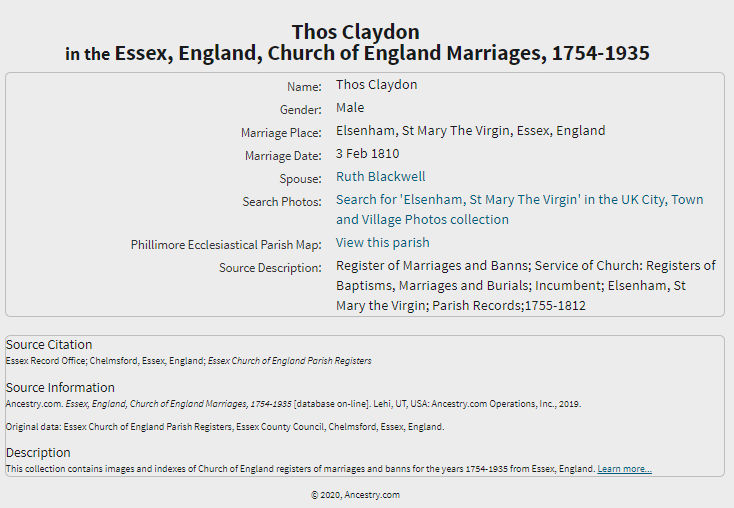 Thos Claydon
in the Essex, England, Church of England Marriages, 1754-1935
Name: Thos Claydon
Gender: Male
Marriage Place: Elsenham, St Mary The Virgin, Essex, England
Marriage Date: 3 Feb 1810
Spouse: Ruth Blackwell
Search Photos: Search for 'Elsenham, St Mary The Virgin' in the UK City, Town
and Village Photos collection
Phillimore Ecclesiastical Parish Map: View this parish
Source Description: Register of Marriages and Banns; Service of Church: Registers of
Baptisms, Marriages and Burials; Incumbent; Elsenham, St
Mary the Virgin; Parish Records;1755-1812
Source Citation
Essex Record Office; Chelmsford, Essex, England; Essex Church of England Parish Registers
Source Information
Ancestry.com. Essex, England, Church of England Marriages, 1754-1935 [database on-line]. Lehi, UT, USA: Ancestry.com Operations, Inc., 2019.
Original data: Essex Church of England Parish Registers, Essex County Council, Chelmsford, Essex, England.
Description
This collection contains images and indexes of Church of England registers of marriages and banns for the years 1754-1935 from Essex, England. Learn more...
© 2020, Ancestry.com